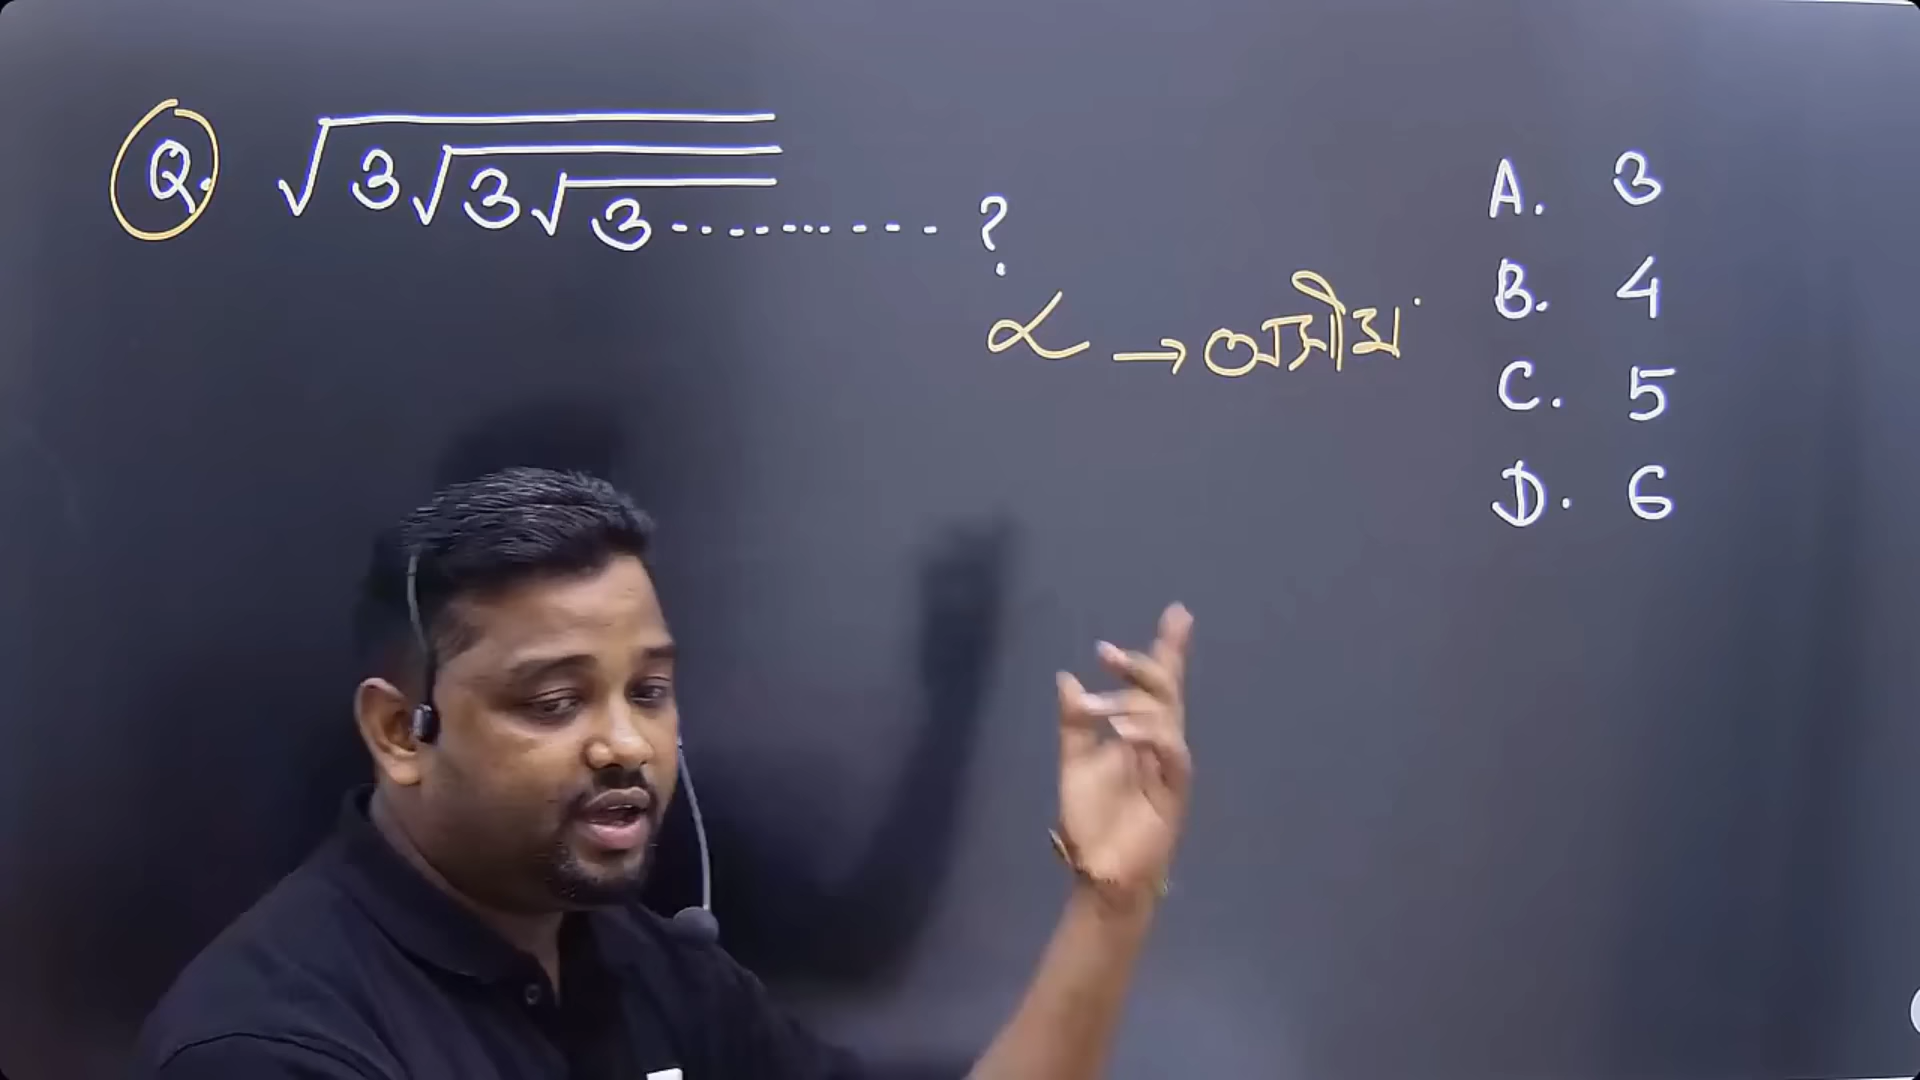 Q. √3√3√3 .......... ?
∝ → অসীম
A. 3
B. 4
C. 5
D. 6